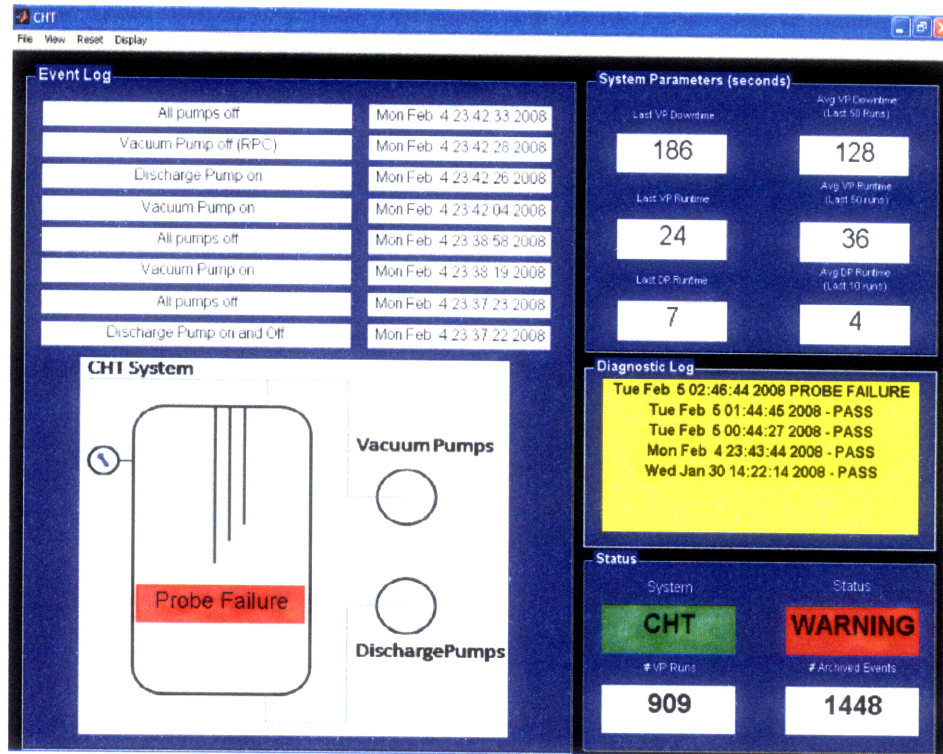 CHT
File View Reset Display
Event Log
All pumps off Mon Feb 4 23:42:33 2008
Vacuum Pump off (RPC) Mon Feb 4 23:42:28 2008
Discharge Pump on Mon Feb 4 23:42:26 2008
Vacuum Pump on Mon Feb 4 23:42:04 2008
All pumps off Mon Feb 4 23:38:58 2008
Vacuum Pump on Mon Feb 4 23:38:19 2008
All pumps off Mon Feb 4 23:37:23 2008
Discharge Pump on and Off Mon Feb 4 23:37:22 2008
CHT System
Vacuum Pumps
Probe Failure
DischargePumps
System Parameters (seconds)
Last VP Downtime
186
Avg VP Downtime
(Last 50 Runs)
128
Last VP Runtime
24
Avg VP Runtime
(Last 50 runs)
36
Last DP Runtime
7
Avg DP Runtime
(Last 10 runs)
4
Diagnostic Log
Tue Feb 5 02:46:44 2008 PROBE FAILURE
Tue Feb 5 01:44:45 2008 - PASS
Tue Feb 5 00:44:27 2008 - PASS
Mon Feb 4 23:43:44 2008 - PASS
Wed Jan 30 14:22:14 2008 - PASS
Status
System Status
CHT WARNING
# VP Runs # Archived Events
909 1448